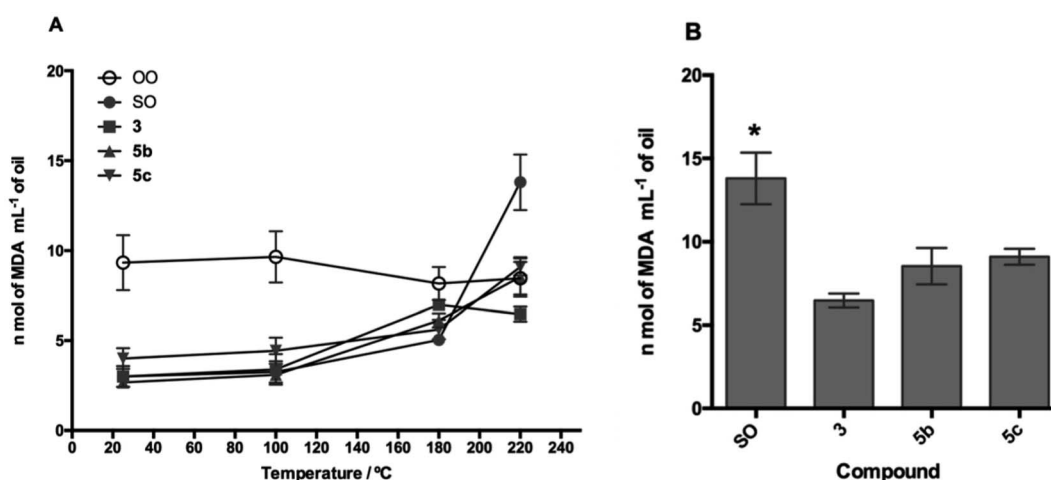 A
n mol of MDA mL⁻¹ of oil
20
15
10
5
0
OO
SO
3
5b
5c
0 20 40 60 80 100 120 140 160 180 200 220 240
Temperature / ºC
B
n mol of MDA mL⁻¹ of oil
20
15
10
5
0
*
SO 3 5b 5c
Compound